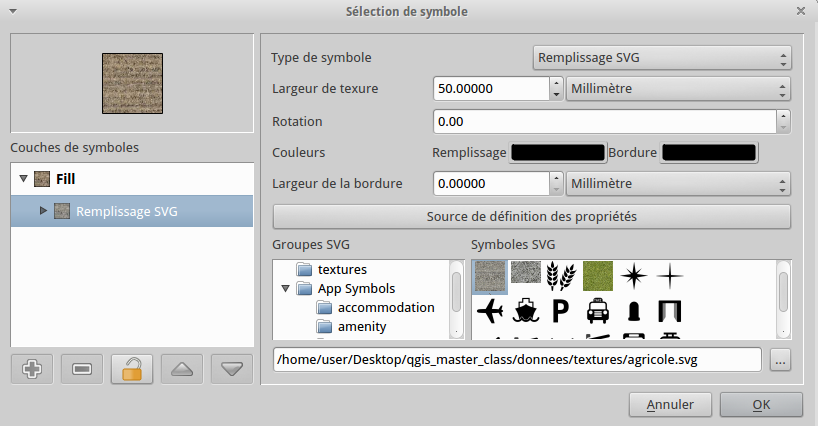 Sélection de symbole
Couches de symboles
Fill
Remplissage SVG
Type de symbole
Remplissage SVG
Largeur de texure
50.00000
Millimètre
Rotation
0.00
Couleurs
Remplissage
Bordure
Largeur de la bordure
0.00000
Millimètre
Source de définition des propriétés
Groupes SVG
Symboles SVG
textures
App Symbols
accommodation
amenity
P
/home/user/Desktop/qgis_master_class/donnees/textures/agricole.svg
...
Annuler
OK